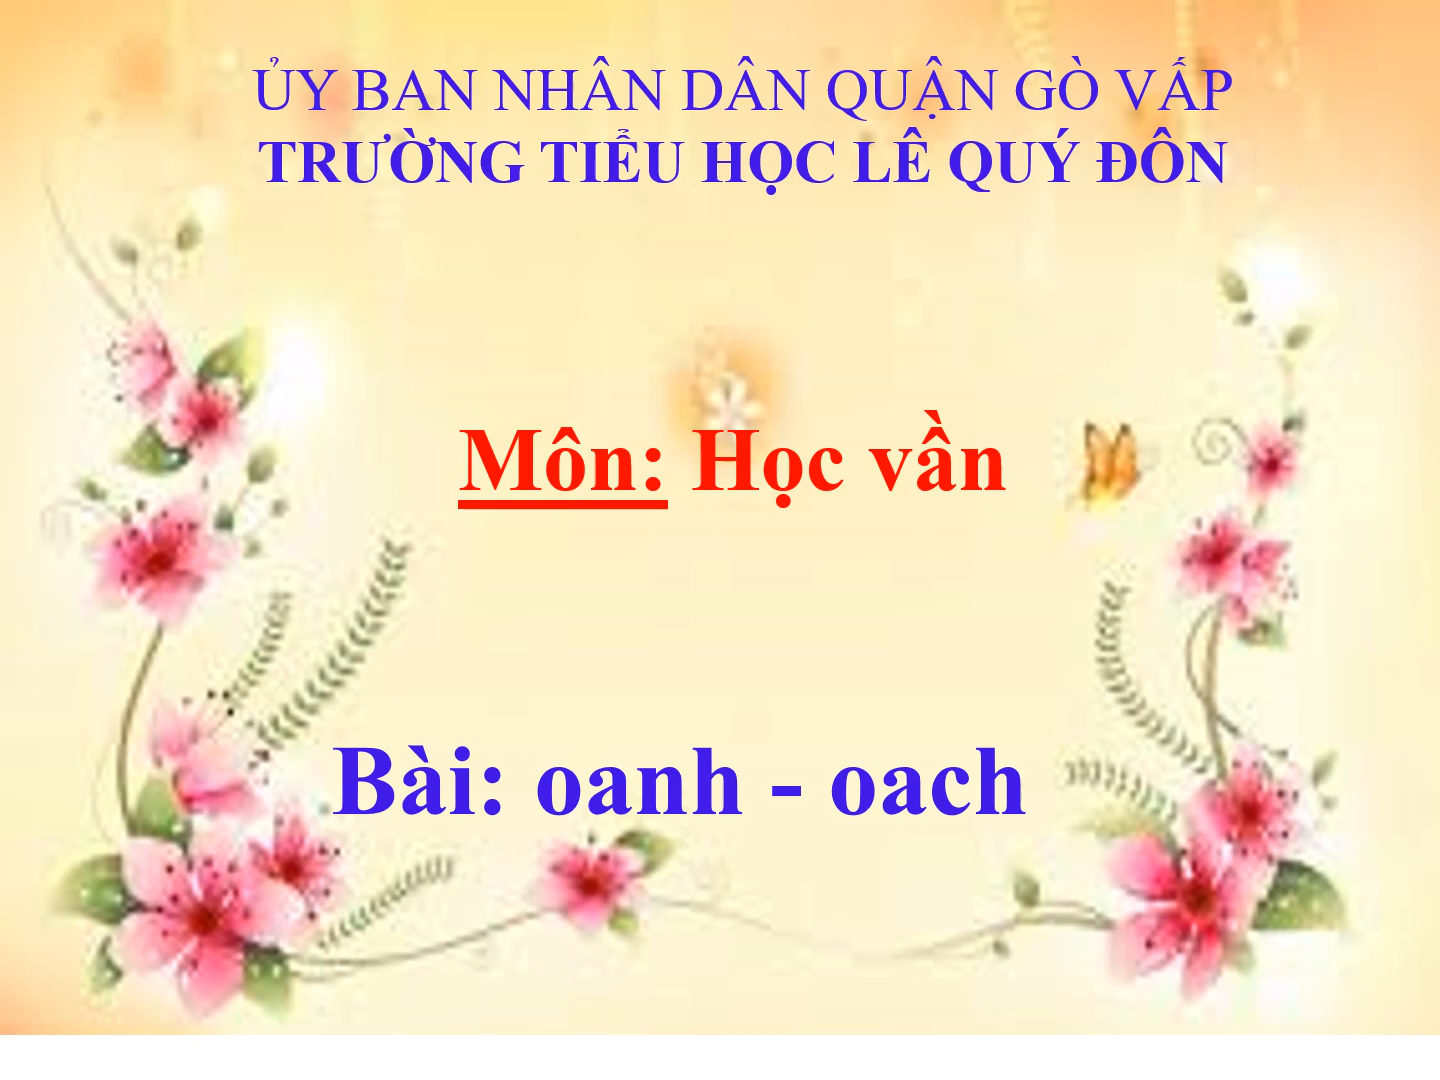 ỦY BAN NHÂN DÂN QUẬN GÒ VẤP
TRƯỜNG TIỂU HỌC LÊ QUÝ ĐÔN
Môn: Học vần
Bài: oanh - oach